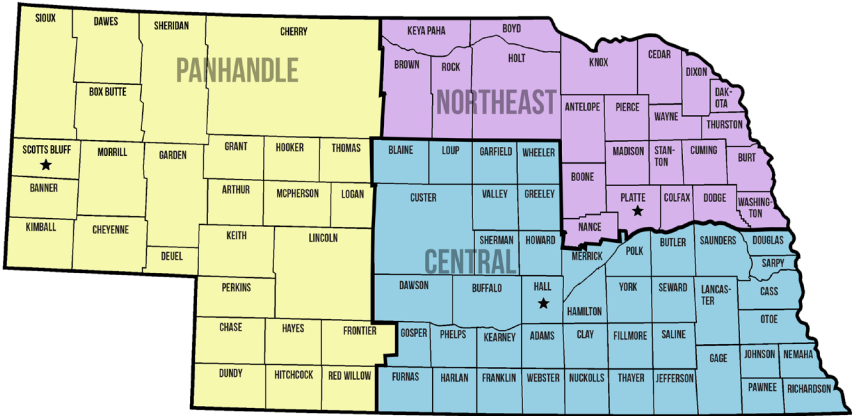 SIOUX
DAWES
SHERIDAN
CHERRY
KEYA PAHA
BOYD
PANHANDLE
BOX BUTTE
BROWN
ROCK
HOLT
KNOX
CEDAR
DIXON
DAK-
OTA
NORTHEAST
ANTELOPE
PIERCE
WAYNE
THURSTON
SCOTTS BLUFF
MORRILL
GARDEN
GRANT
HOOKER
THOMAS
BLAINE
LOUP
GARFIELD
WHEELER
BOONE
MADISON
STAN-
TON
CUMING
BURT
BANNER
ARTHUR
MCPHERSON
LOGAN
CUSTER
VALLEY
GREELEY
PLATTE
COLFAX
DODGE
WASHING-
TON
NANCE
KIMBALL
CHEYENNE
DEUEL
KEITH
LINCOLN
SHERMAN
HOWARD
CENTRAL
MERRICK
POLK
BUTLER
SAUNDERS
DOUGLAS
SARPY
PERKINS
DAWSON
BUFFALO
HALL
HAMILTON
YORK
SEWARD
LANCAS-
TER
CASS
OTOE
CHASE
HAYES
FRONTIER
GOSPER
PHELPS
KEARNEY
ADAMS
CLAY
FILLMORE
SALINE
GAGE
JOHNSON
NEMAHA
DUNDY
HITCHCOCK
RED WILLOW
FURNAS
HARLAN
FRANKLIN
WEBSTER
NUCKOLLS
THAYER
JEFFERSON
PAWNEE
RICHARDSON